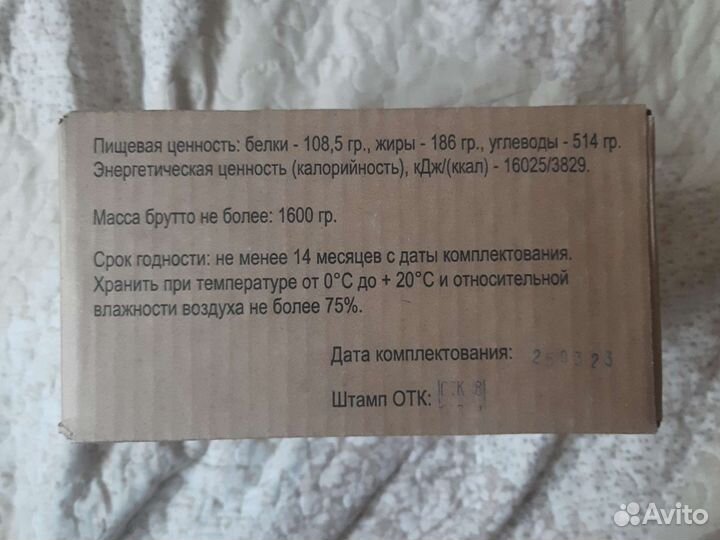 Пищевая ценность: белки - 108,5 гр., жиры - 186 гр., углеводы - 514 гр.
Энергетическая ценность (калорийность), кДж/(ккал) - 16025/3829.
Масса брутто не более: 1600 гр.
Срок годности: не менее 14 месяцев с даты комплектования.
Хранить при температуре от 0°С до + 20°С и относительной
влажности воздуха не более 75%.
Дата комплектования: 250323
Штамп ОТК:
Avito